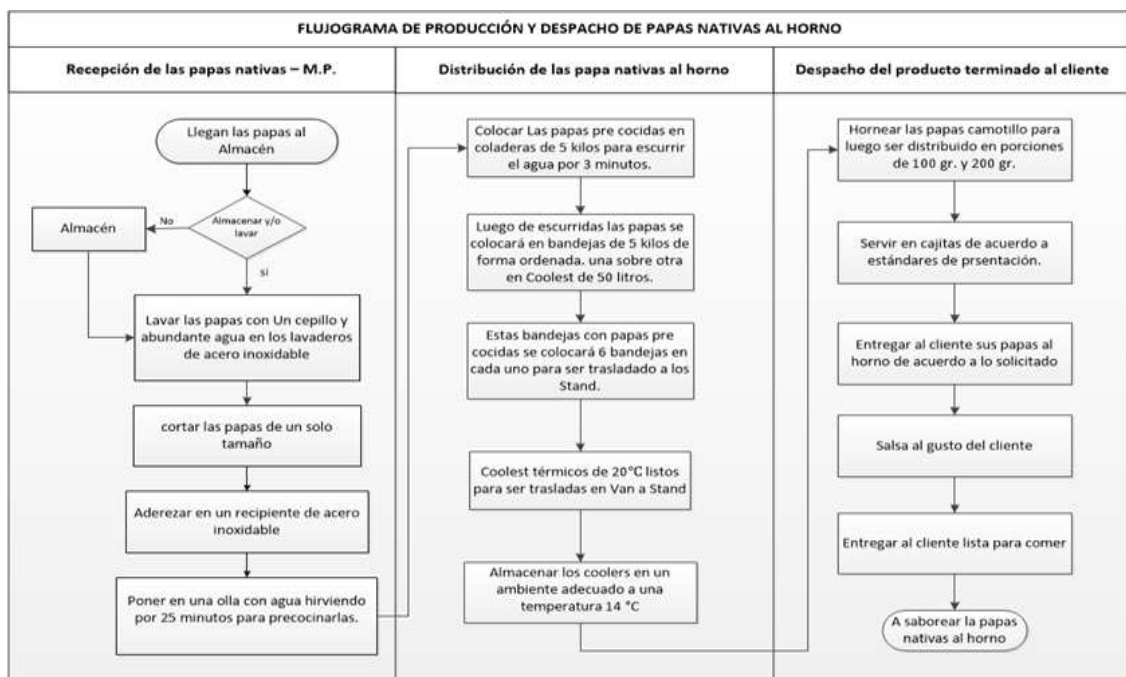 FLUJOGRAMA DE PRODUCCIÓN Y DESPACHO DE PAPAS NATIVAS AL HORNO
Recepción de las papas nativas – M.P.
Llegan las papas al
Almacén
Almacenar y/o
lavar
No
Almacén
si
Lavar las papas con Un cepillo y
abundante agua en los lavaderos
de acero inoxidable
cortar las papas de un solo
tamaño
Aderezar en un recipiente de acero
inoxidable
Poner en una olla con agua hirviendo
por 25 minutos para precocinarlas.
Distribución de las papa nativas al horno
Colocar Las papas pre cocidas en
coladeras de 5 kilos para escurrir
el agua por 3 minutos.
Luego de escurridas las papas se
colocará en bandejas de 5 kilos de
forma ordenada. una sobre otra
en Coolest de 50 litros.
Estas bandejas con papas pre
cocidas se colocará 6 bandejas en
cada uno para ser trasladado a los
Stand.
Coolest térmicos de 20°C listos
para ser trasladas en Van a Stand
Almacenar los coolers en un
ambiente adecuado a una
temperatura 14 °C
Despacho del producto terminado al cliente
Hornear las papas camotillo para
luego ser distribuido en porciones
de 100 gr. y 200 gr.
Servir en cajitas de acuerdo a
estándares de prsentación.
Entregar al cliente sus papas al
horno de acuerdo a lo solicitado
Salsa al gusto del cliente
Entregar al cliente lista para comer
A saborear la papas
nativas al horno